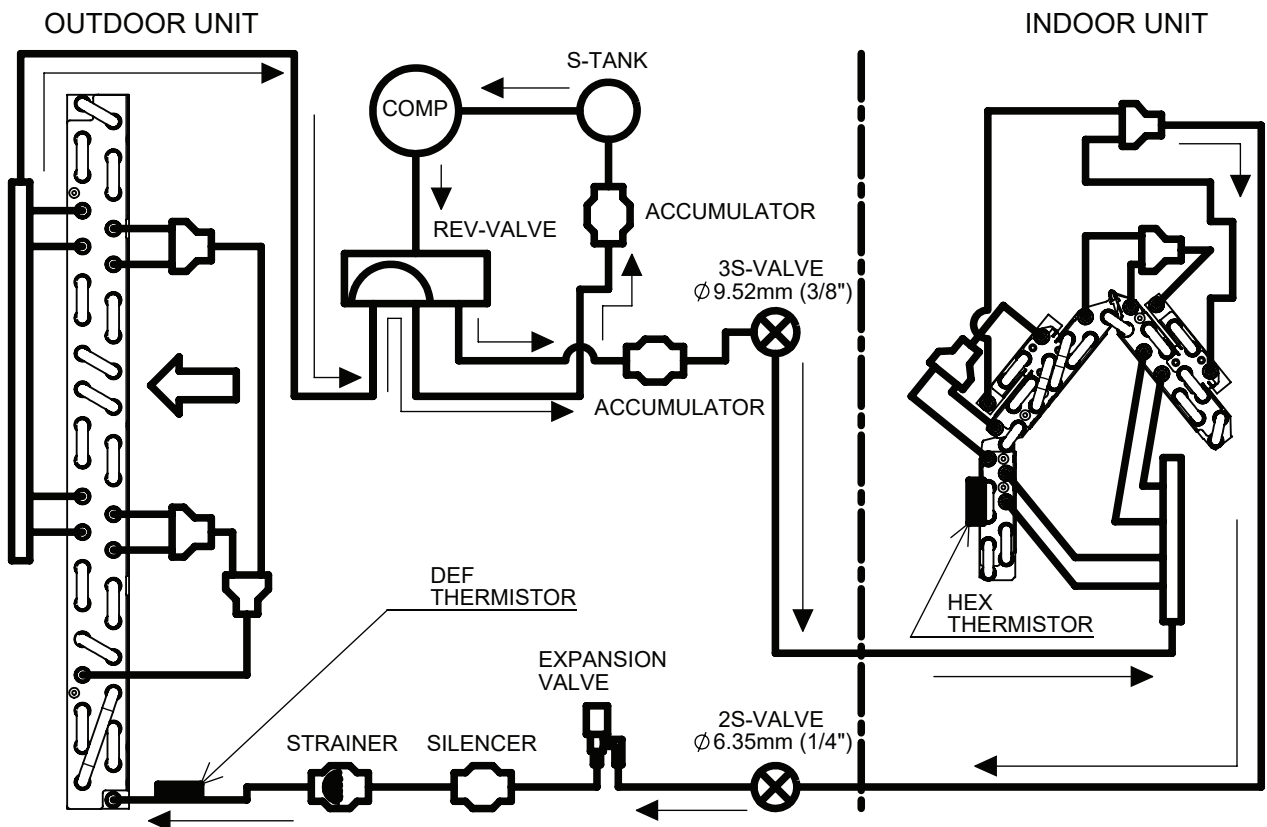 OUTDOOR UNIT
INDOOR UNIT
S-TANK
COMP
REV-VALVE
ACCUMULATOR
3S-VALVE
∅9.52mm (3/8")
ACCUMULATOR
DEF
THERMISTOR
HEX
THERMISTOR
EXPANSION
VALVE
STRAINER
SILENCER
2S-VALVE
∅6.35mm (1/4")